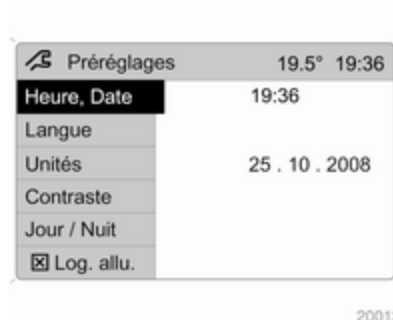 Préréglages 19.5° 19:36
Heure, Date 19:36
Langue
Unités 25 . 10 . 2008
Contraste
Jour / Nuit
Log. allu.